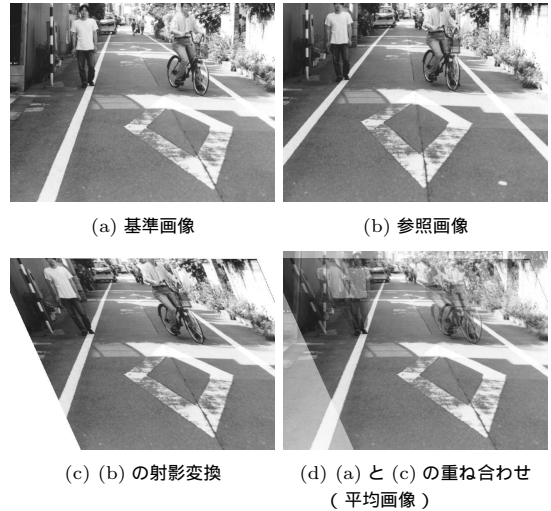 (a) 基準画像
(b) 参照画像
(c) (b) の射影変換
(d) (a) と (c) の重ね合わせ
( 平均画像 )